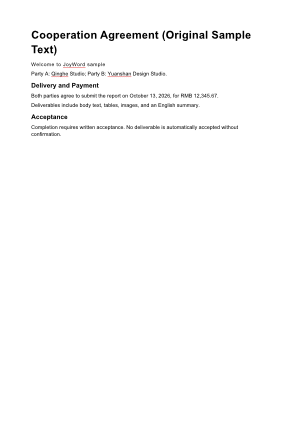 Cooperation Agreement (Original Sample
Text)
Welcome to JoyWord sample
Party A: Qinghe Studio; Party B: Yuanshan Design Studio.
Delivery and Payment
Both parties agree to submit the report on October 13, 2026, for RMB 12,345.67.
Deliverables include body text, tables, images, and an English summary.
Acceptance
Completion requires written acceptance. No deliverable is automatically accepted without
confirmation.